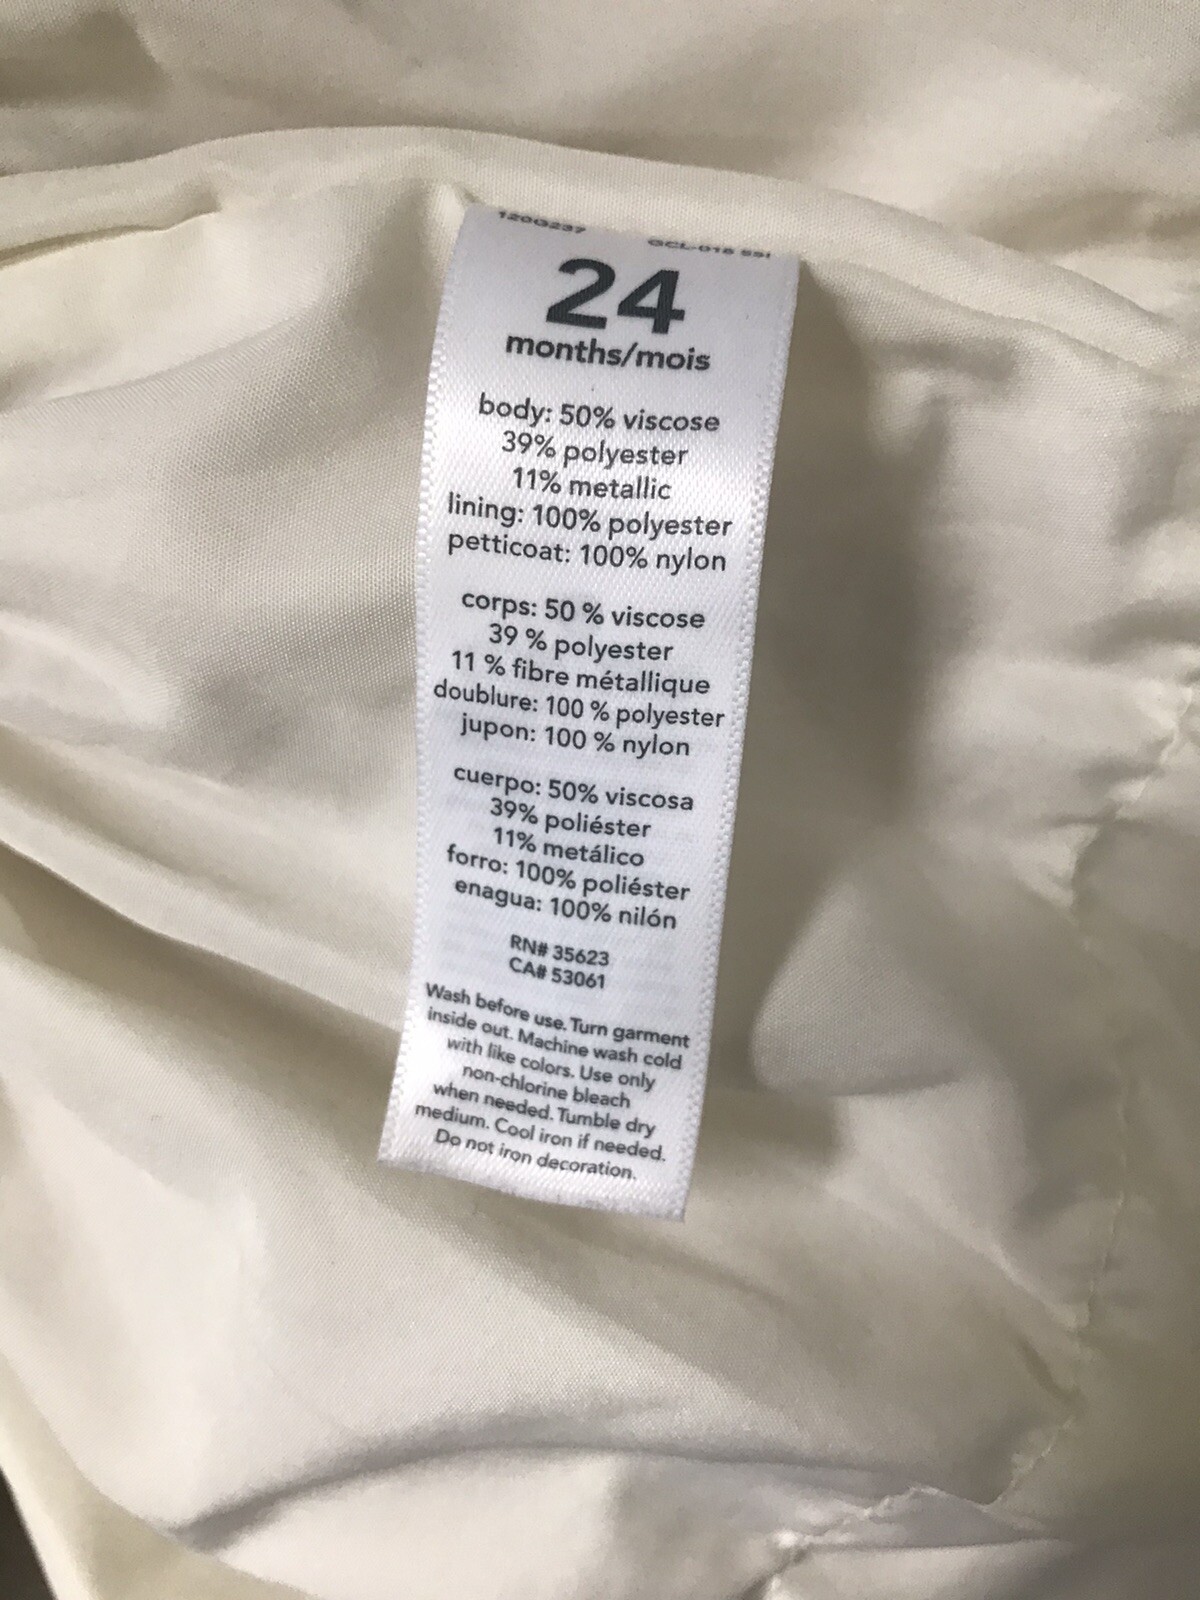 120G237
24
months/mois
body: 50% viscose
39% polyester
11% metallic
lining: 100% polyester
petticoat: 100% nylon
corps: 50 % viscose
39 % polyester
11 % fibre métallique
doublure: 100 % polyester
jupon: 100 % nylon
cuerpo: 50% viscosa
39% poliéster
11% metálico
forro: 100% poliéster
enagua: 100% nilón
RN# 35623
CA# 53061
Wash before use. Turn garment
inside out. Machine wash cold
with like colors. Use only
non-chlorine bleach
when needed. Tumble dry
medium. Cool iron if needed.
Do not iron decoration.